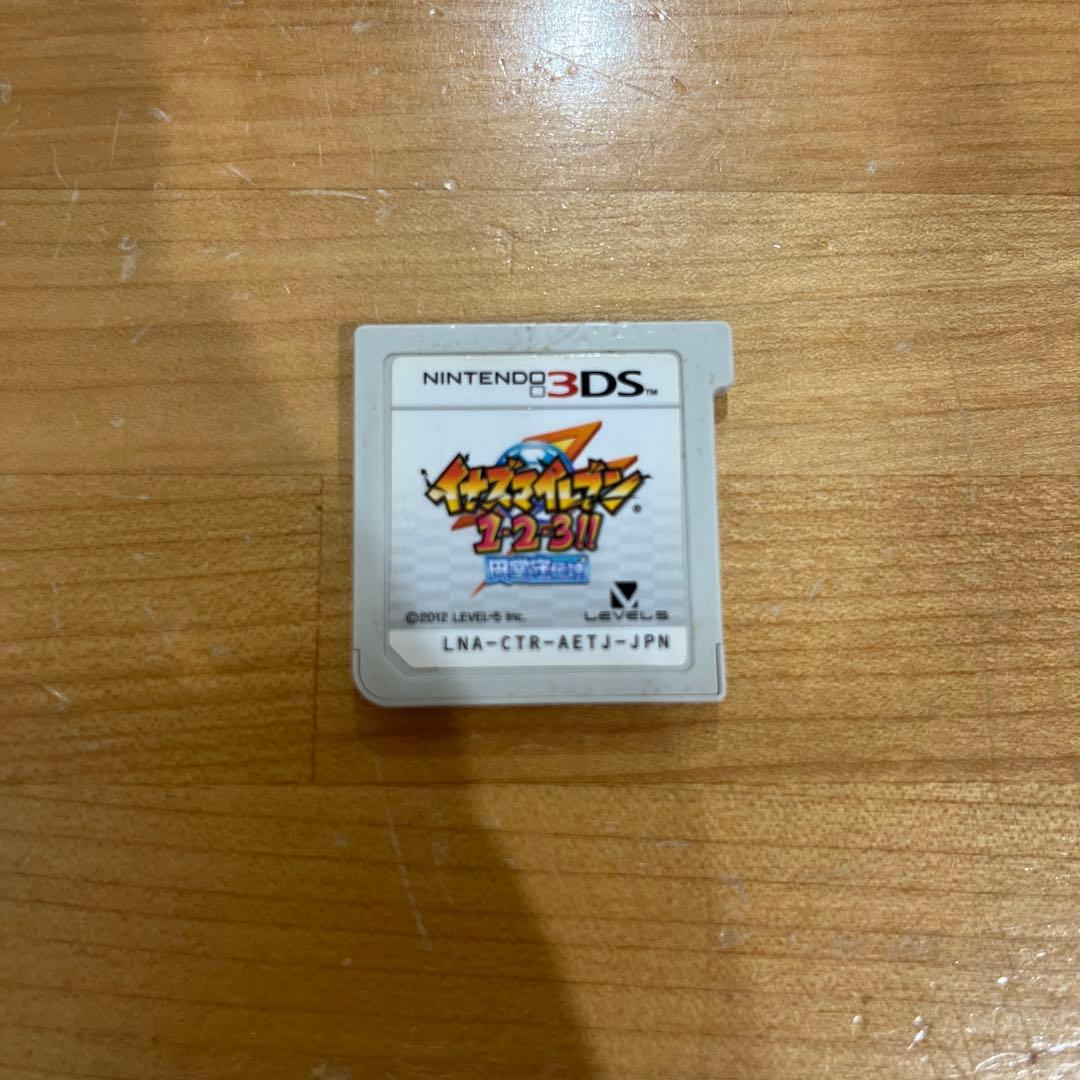 NINTENDO 3DS™
イナズマイレブン®
1・2・3!!
円堂守伝説
©2012 LEVEL-5 Inc.
LEVEL5
LNA-CTR-AETJ-JPN